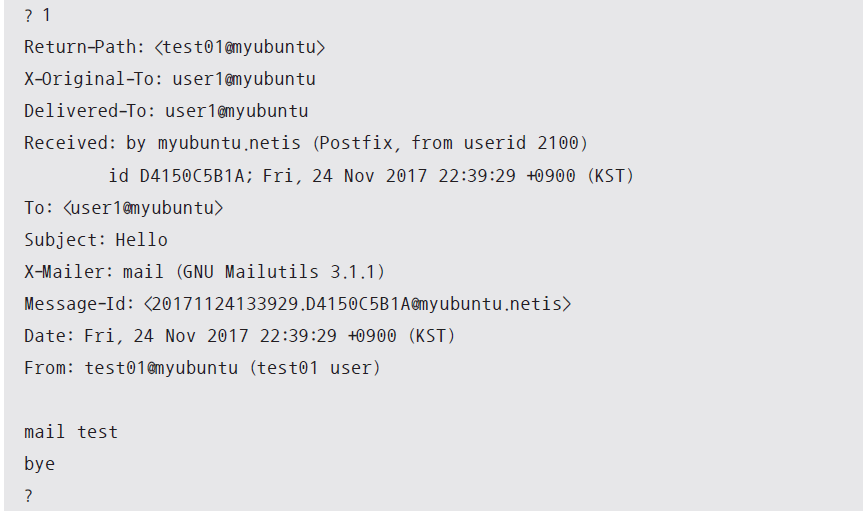 ? 1
Return-Path: <test01@myubuntu>
X-Original-To: user1@myubuntu
Delivered-To: user1@myubuntu
Received: by myubuntu.netis (Postfix, from userid 2100)
id D4150C5B1A; Fri, 24 Nov 2017 22:39:29 +0900 (KST)
To: <user1@myubuntu>
Subject: Hello
X-Mailer: mail (GNU Mailutils 3.1.1)
Message-Id: <20171124133929.D4150C5B1A@myubuntu.netis>
Date: Fri, 24 Nov 2017 22:39:29 +0900 (KST)
From: test01@myubuntu (test01 user)
mail test
bye
?